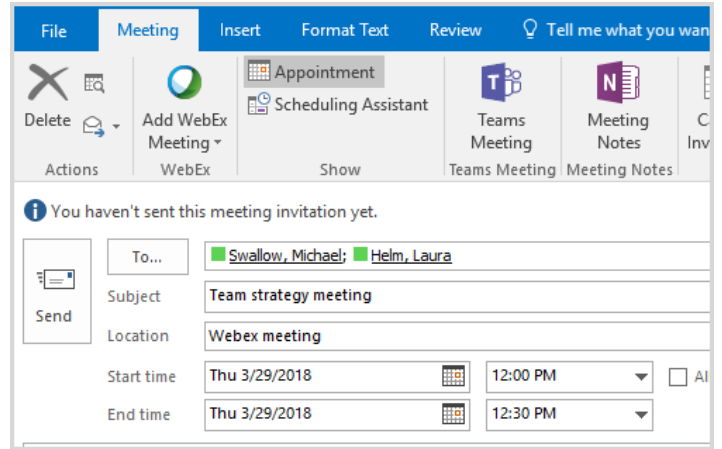 File Meeting Insert Format Text Review Tell me what you wan
Appointment
Scheduling Assistant
Delete
Add WebEx
Meeting
Teams
Meeting
Meeting
Notes
Actions WebEx Show Teams Meeting Meeting Notes
You haven't sent this meeting invitation yet.
To... Swallow, Michael; Helm, Laura
Send
Subject Team strategy meeting
Location Webex meeting
Start time Thu 3/29/2018 12:00 PM
End time Thu 3/29/2018 12:30 PM